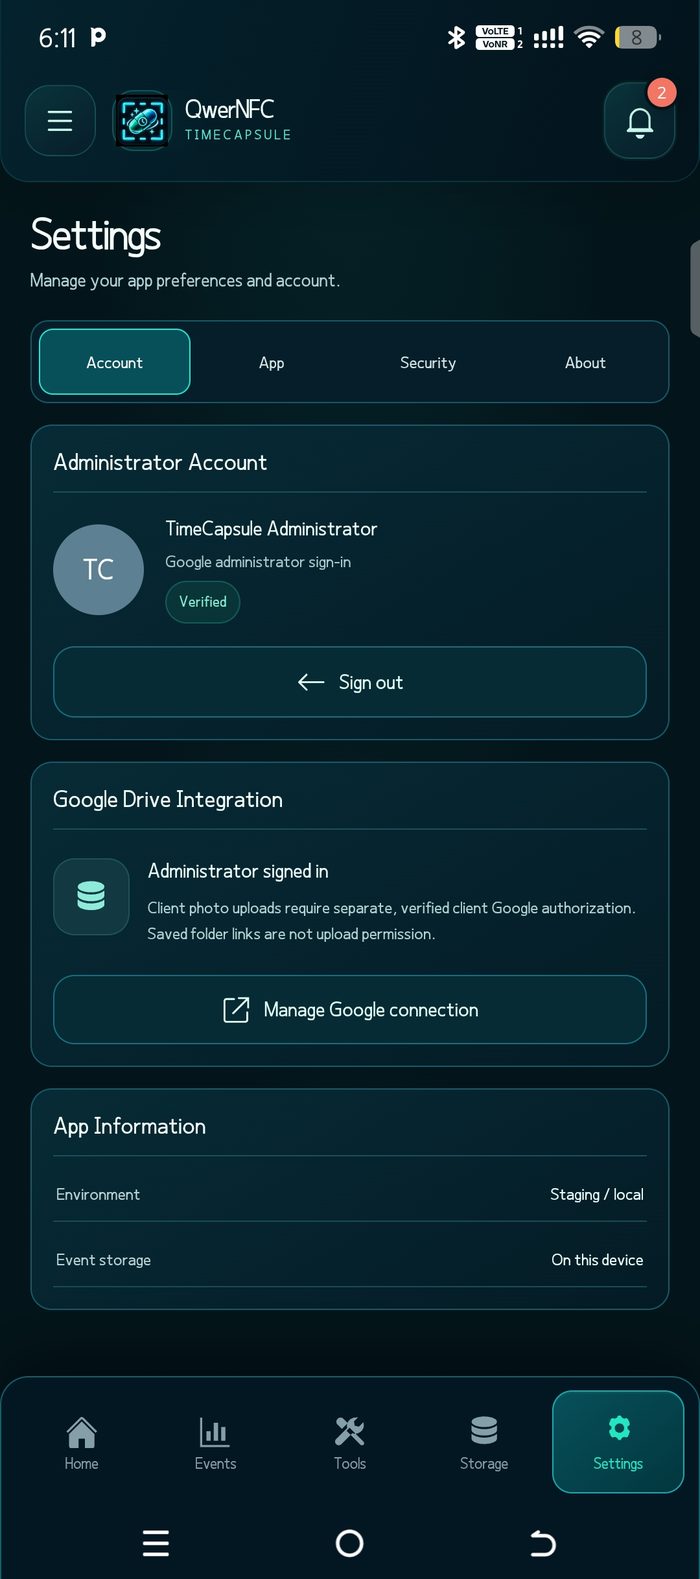 6:11
VoLTE 1
VoNR 2
8
QwerNFC
TIMECAPSULE
2
Settings
Manage your app preferences and account.
Account
App
Security
About
Administrator Account
TC
TimeCapsule Administrator
Google administrator sign-in
Verified
Sign out
Google Drive Integration
Administrator signed in
Client photo uploads require separate, verified client Google authorization.
Saved folder links are not upload permission.
Manage Google connection
App Information
Environment
Staging / local
Event storage
On this device
Home
Events
Tools
Storage
Settings